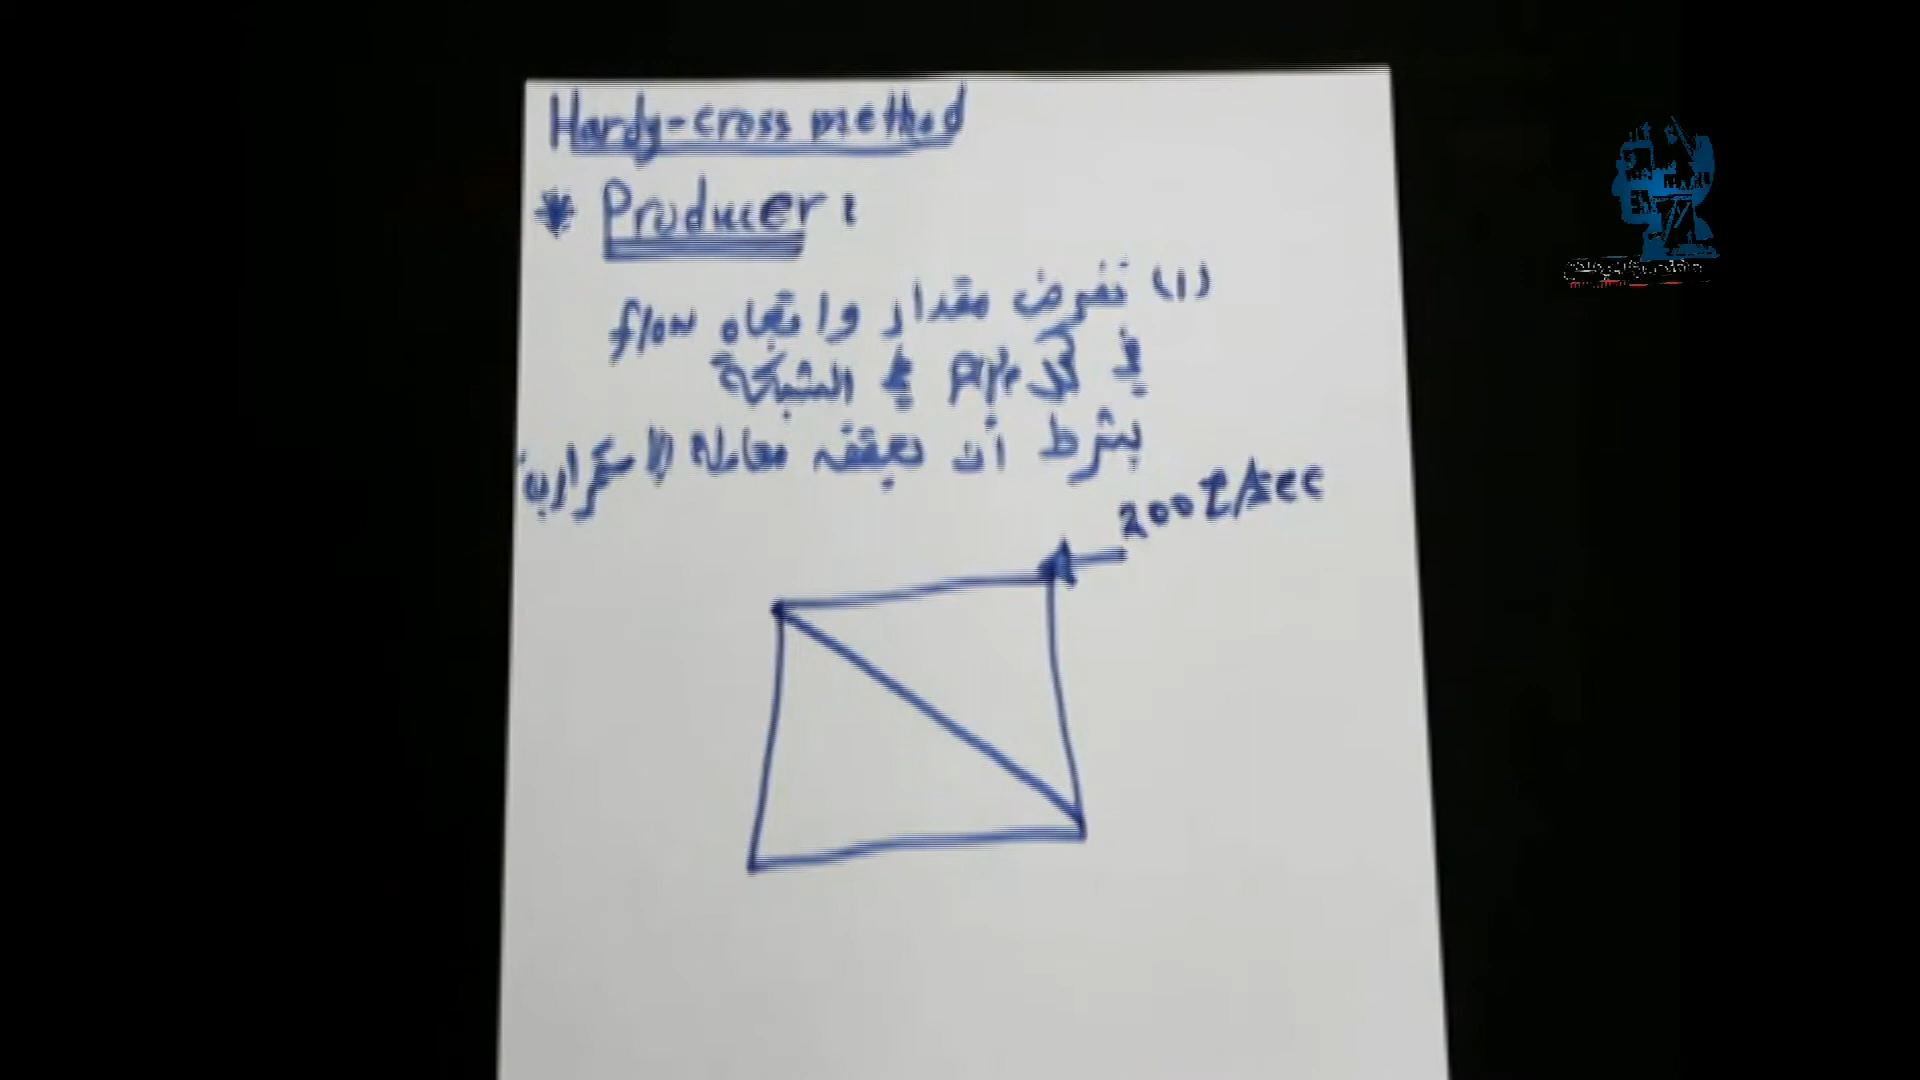 Hardy-cross method
* Producer:
(1) نفرض مقدار واتجاه flow
في كل pipe في الشبكة
بشرط أن يحقق معادلة الاستمرارية
200 L/sec